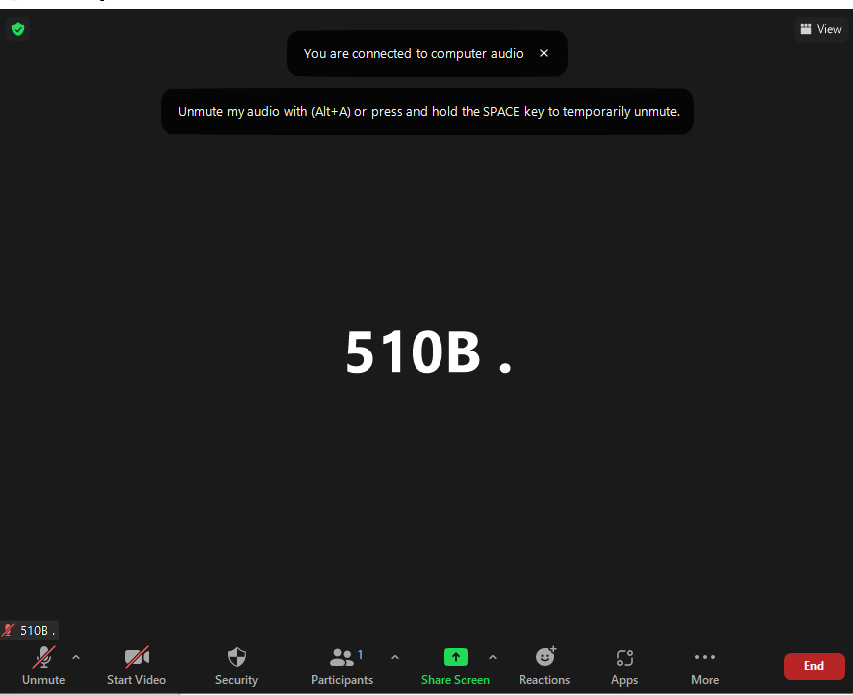 View
You are connected to computer audio ×
Unmute my audio with (Alt+A) or press and hold the SPACE key to temporarily unmute.
510B .
510B .
1
Unmute Start Video Security Participants Share Screen Reactions Apps More End